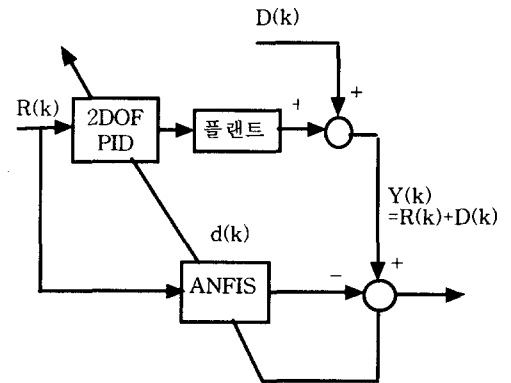 D(k)
+
R(k)
2DOF
PID
플랜트
+
Y(k)
=R(k)+D(k)
d(k)
+
ANFIS
−